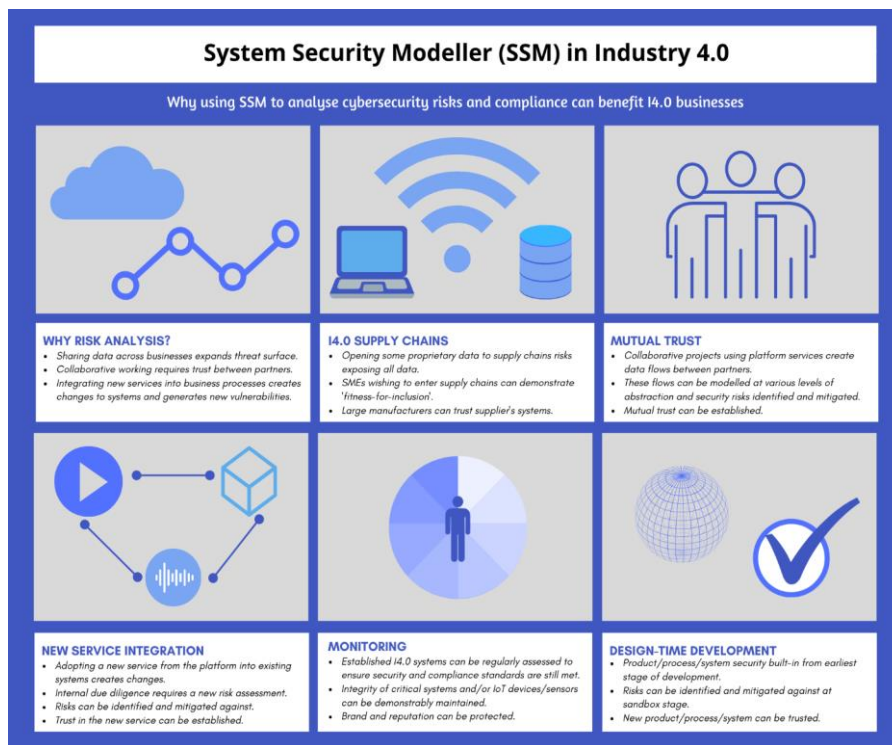 System Security Modeller (SSM) in Industry 4.0
Why using SSM to analyse cybersecurity risks and compliance can benefit I4.0 businesses
WHY RISK ANALYSIS?
• Sharing data across businesses expands threat surface.
• Collaborative working requires trust between partners.
• Integrating new services into business processes creates
changes to systems and generates new vulnerabilities.
I4.0 SUPPLY CHAINS
• Opening some proprietary data to supply chains risks
exposing all data.
• SMEs wishing to enter supply chains can demonstrate
'fitness-for-inclusion'.
• Large manufacturers can trust supplier's systems.
MUTUAL TRUST
• Collaborative projects using platform services create
data flows between partners.
• These flows can be modelled at various levels of
abstraction and security risks identified and mitigated.
• Mutual trust can be established.
NEW SERVICE INTEGRATION
• Adopting a new service from the platform into existing
systems creates changes.
• Internal due diligence requires a new risk assessment.
• Risks can be identified and mitigated against.
• Trust in the new service can be established.
MONITORING
• Established I4.0 systems can be regularly assessed to
ensure security and compliance standards are still met.
• Integrity of critical systems and/or IoT devices/sensors
can be demonstrably maintained.
• Brand and reputation can be protected.
DESIGN-TIME DEVELOPMENT
• Product/process/system security built-in from earliest
stage of development.
• Risks can be identified and mitigated against at
sandbox stage.
• New product/process/system can be trusted.